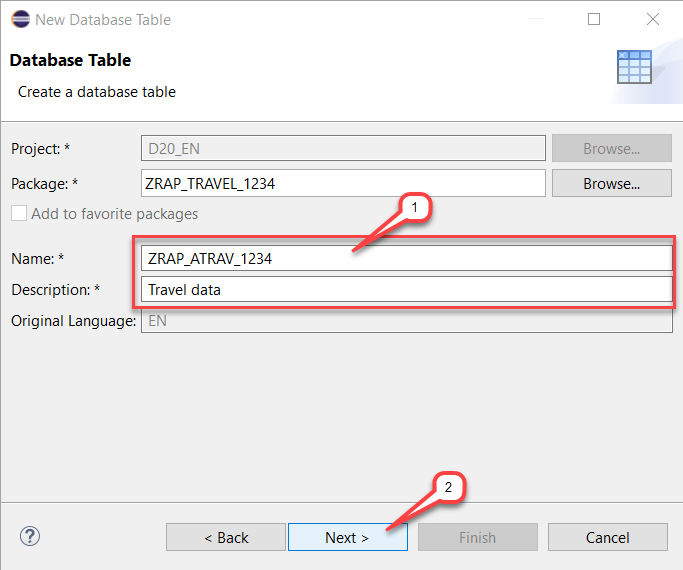 New Database Table
Database Table
Create a database table
Project: * D20_EN Browse...
Package: * ZRAP_TRAVEL_1234 Browse...
Add to favorite packages
1
Name: * ZRAP_ATRAV_1234
Description: * Travel data
Original Language: EN
2
? < Back Next > Finish Cancel